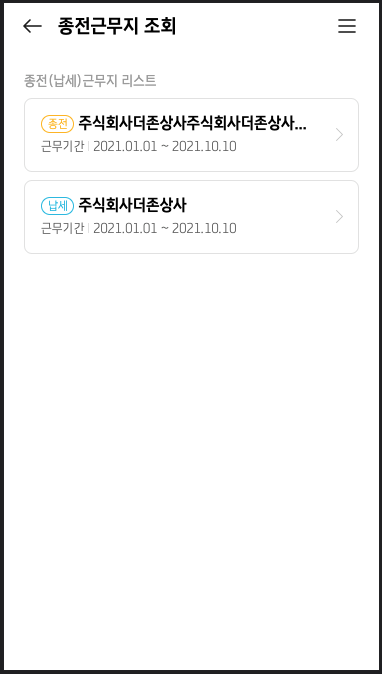 종전근무지 조회
종전(납세)근무지 리스트
종전 주식회사더존상사주식회사더존상사...
근무기간 2021.01.01 ~ 2021.10.10
납세 주식회사더존상사
근무기간 2021.01.01 ~ 2021.10.10